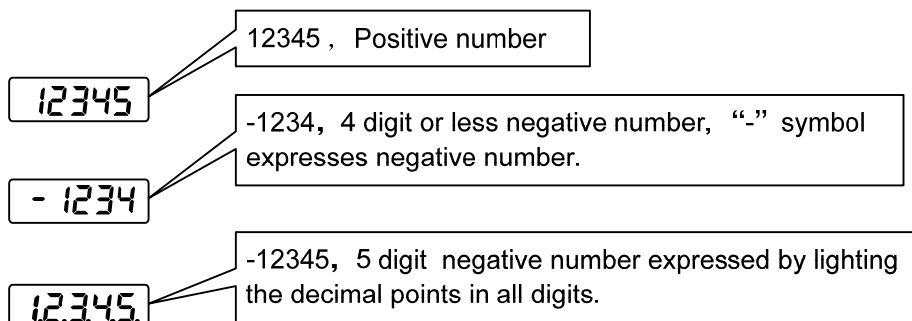 12345， Positive number
12345
-1234， 4 digit or less negative number， “-” symbol
expresses negative number.
- 1234
-12345， 5 digit negative number expressed by lighting
the decimal points in all digits.
1.2.3.4.5.